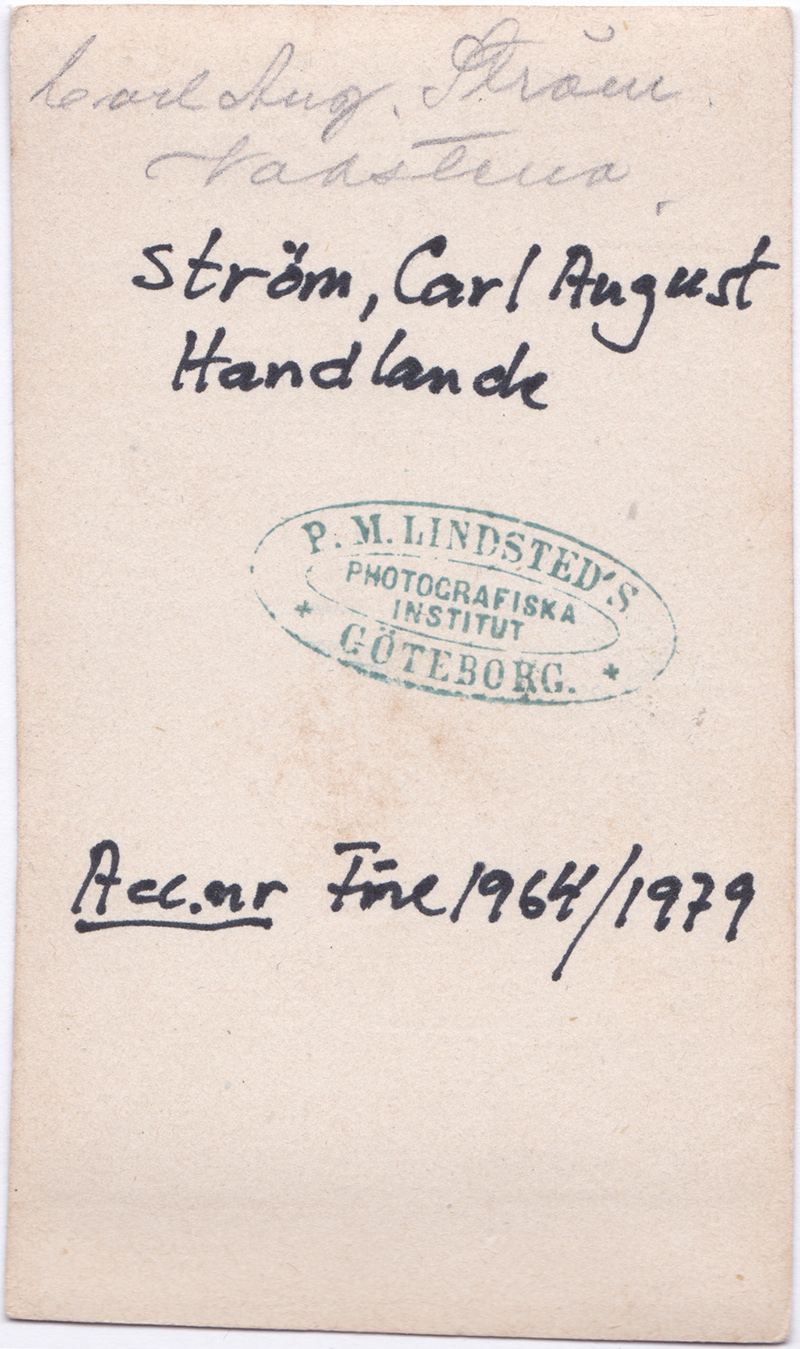 Carl Aug. Ström.
Vadstena.
Ström, Carl August
Handlande
P. M. LINDSTED'S
PHOTOGRAFISKA
INSTITUT
GÖTEBORG.
Acc.nr Före 1964/1979